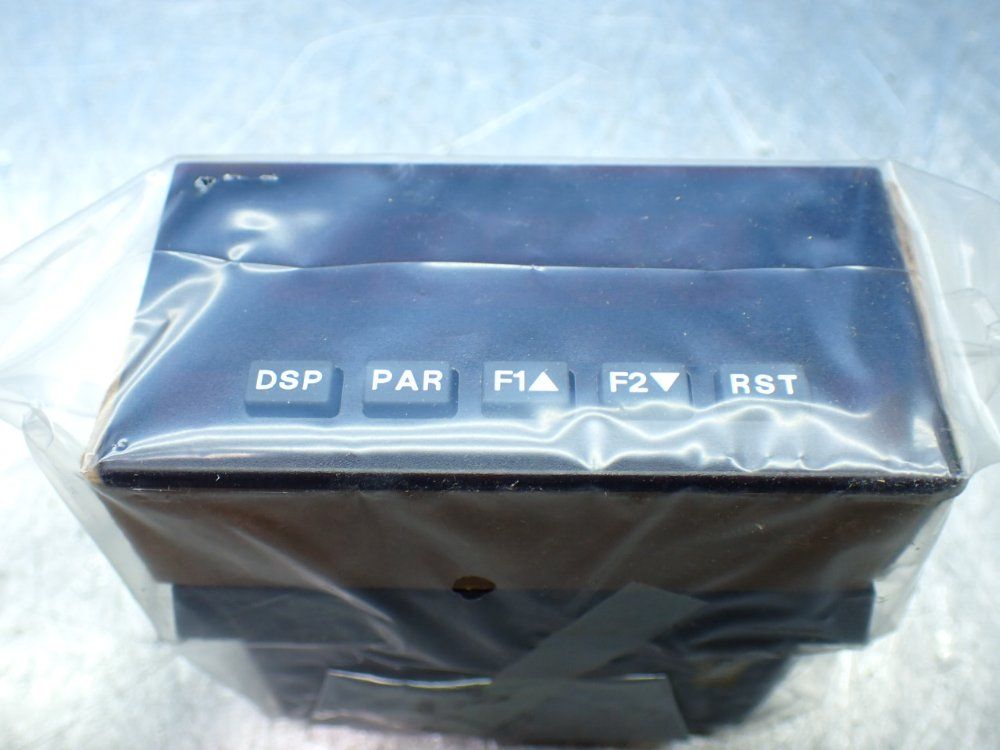 DSP PAR F1▲ F2▼ RST